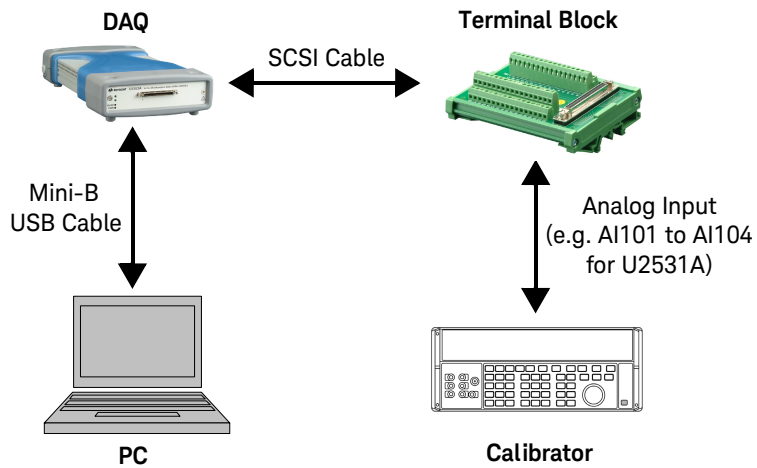 DAQ
Terminal Block
SCSI Cable
Mini-B
USB Cable
Analog Input
(e.g. AI101 to AI104
for U2531A)
PC
Calibrator